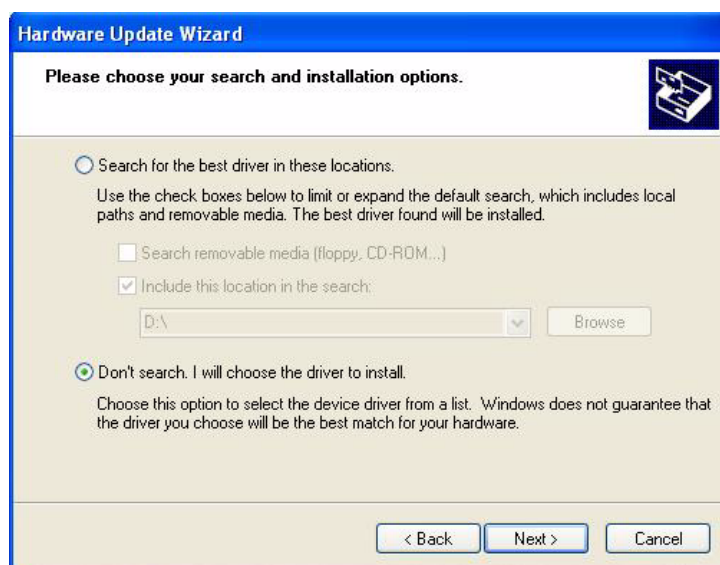 Hardware Update Wizard
Please choose your search and installation options.
Search for the best driver in these locations.
Use the check boxes below to limit or expand the default search, which includes local
paths and removable media. The best driver found will be installed.
Search removable media (floppy, CD-ROM...)
Include this location in the search:
D:\
Browse
Don't search. I will choose the driver to install.
Choose this option to select the device driver from a list. Windows does not guarantee that
the driver you choose will be the best match for your hardware.
< Back
Next >
Cancel